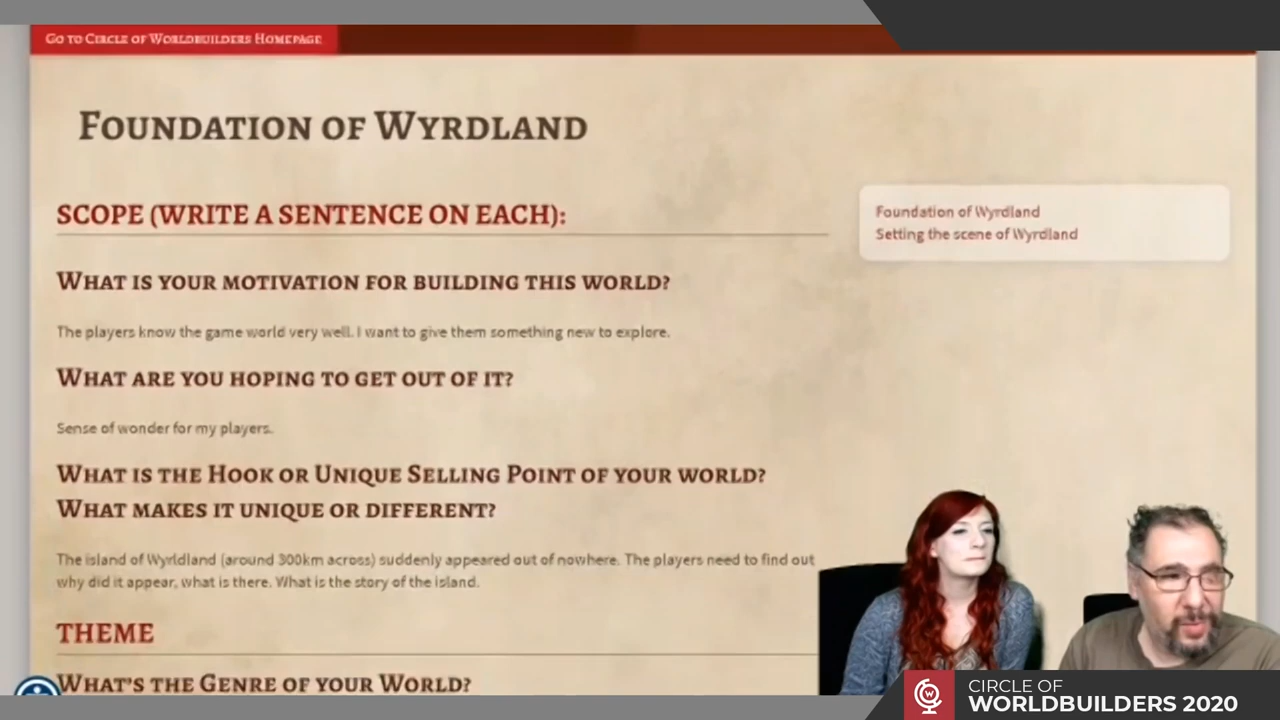 Go to Circle of Worldbuilders Homepage
Foundation of Wyrdland
SCOPE (WRITE A SENTENCE ON EACH):
Foundation of Wyrdland
Setting the scene of Wyrdland
What is your motivation for building this world?
The players know the game world very well. I want to give them something new to explore.
What are you hoping to get out of it?
Sense of wonder for my players.
What is the Hook or Unique Selling Point of your world?
What makes it unique or different?
The island of Wyrldland (around 300km across) suddenly appeared out of nowhere. The players need to find out
why did it appear, what is there. What is the story of the island.
THEME
What's the Genre of your World?
CIRCLE OF
WORLDBUILDERS 2020